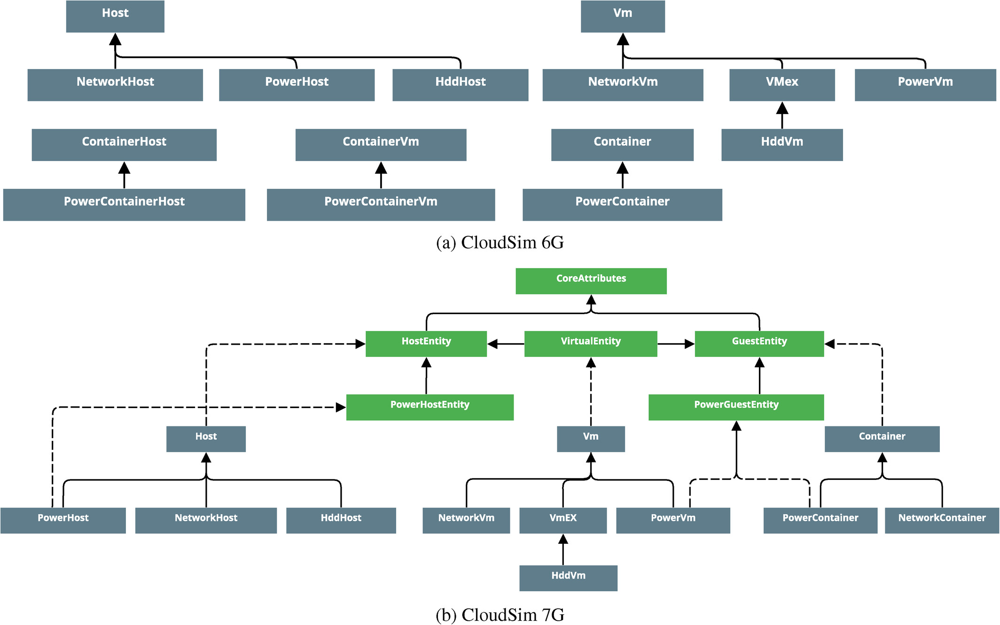 Host
Vm
NetworkHost
PowerHost
HddHost
NetworkVm
VMex
PowerVm
ContainerHost
ContainerVm
Container
HddVm
PowerContainerHost
PowerContainerVm
PowerContainer
(a) CloudSim 6G
CoreAttributes
HostEntity
VirtualEntity
GuestEntity
PowerHostEntity
PowerGuestEntity
Host
Vm
Container
PowerHost
NetworkHost
HddHost
NetworkVm
VmEX
PowerVm
PowerContainer
NetworkContainer
HddVm
(b) CloudSim 7G